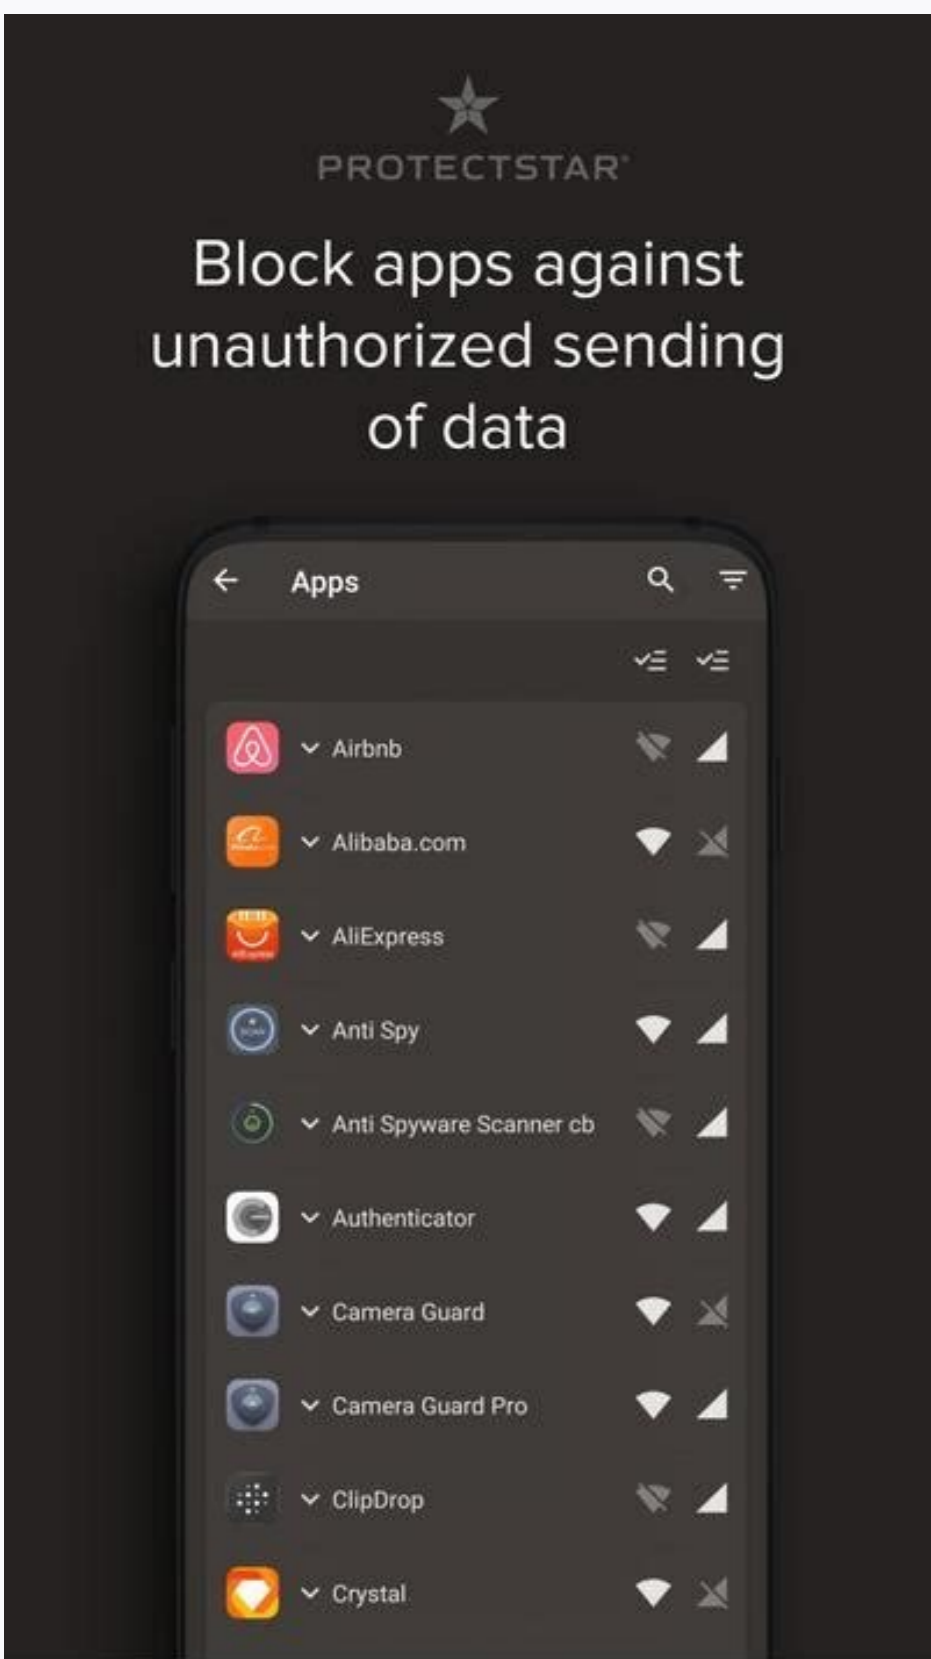 PROTECTSTAR
Block apps against
unauthorized sending
of data
Apps
Airbnb
Alibaba.com
AliExpress
Anti Spy
Anti Spyware Scanner cb
Authenticator
Camera Guard
Camera Guard Pro
ClipDrop
Crystal